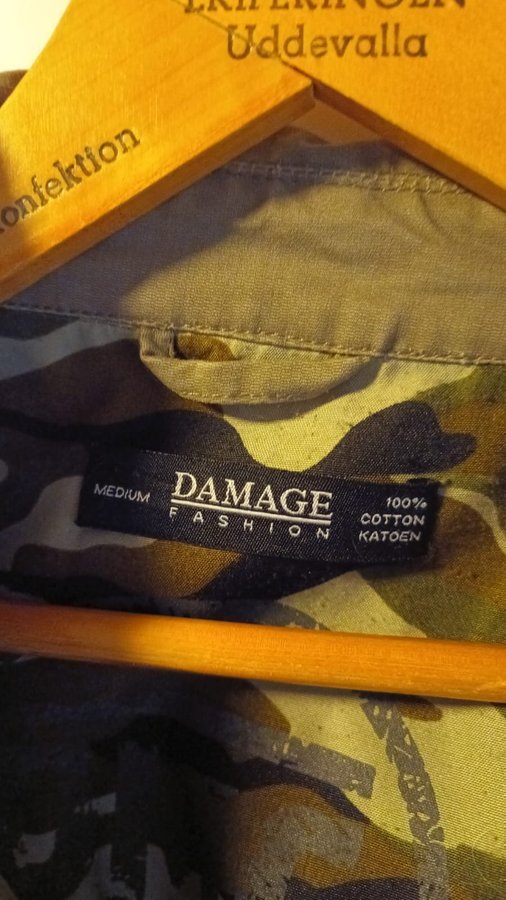 Uddevalla
onfektion
MEDIUM
DAMAGE
FASHION
100%
COTTON
KATOEN